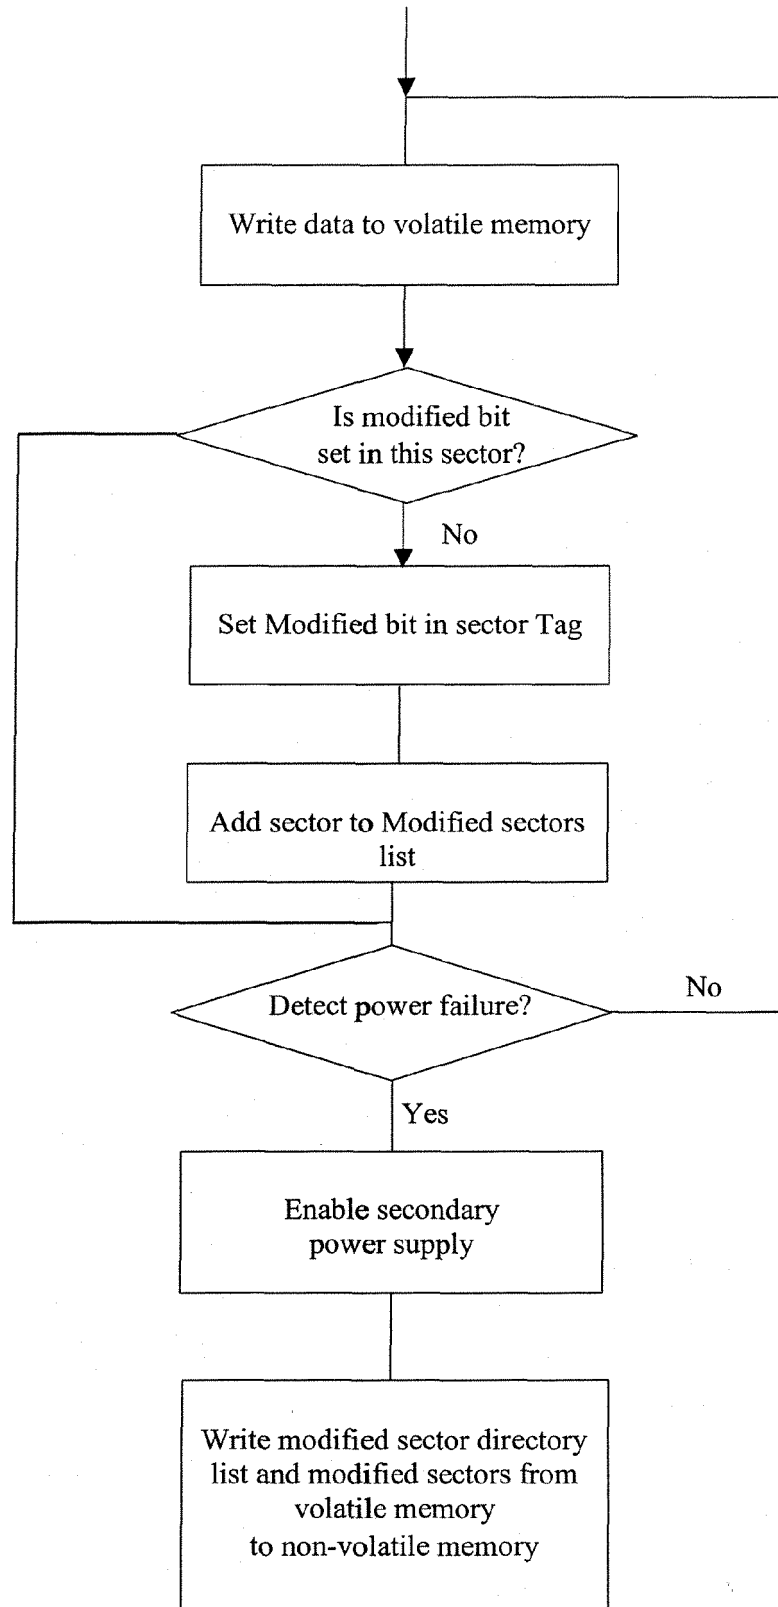 Write data to volatile memory
Is modified bit
set in this sector?
No
Set Modified bit in sector Tag
Add sector to Modified sectors
list
Detect power failure?
No
Yes
Enable secondary
power supply
Write modified sector directory
list and modified sectors from
volatile memory
to non-volatile memory